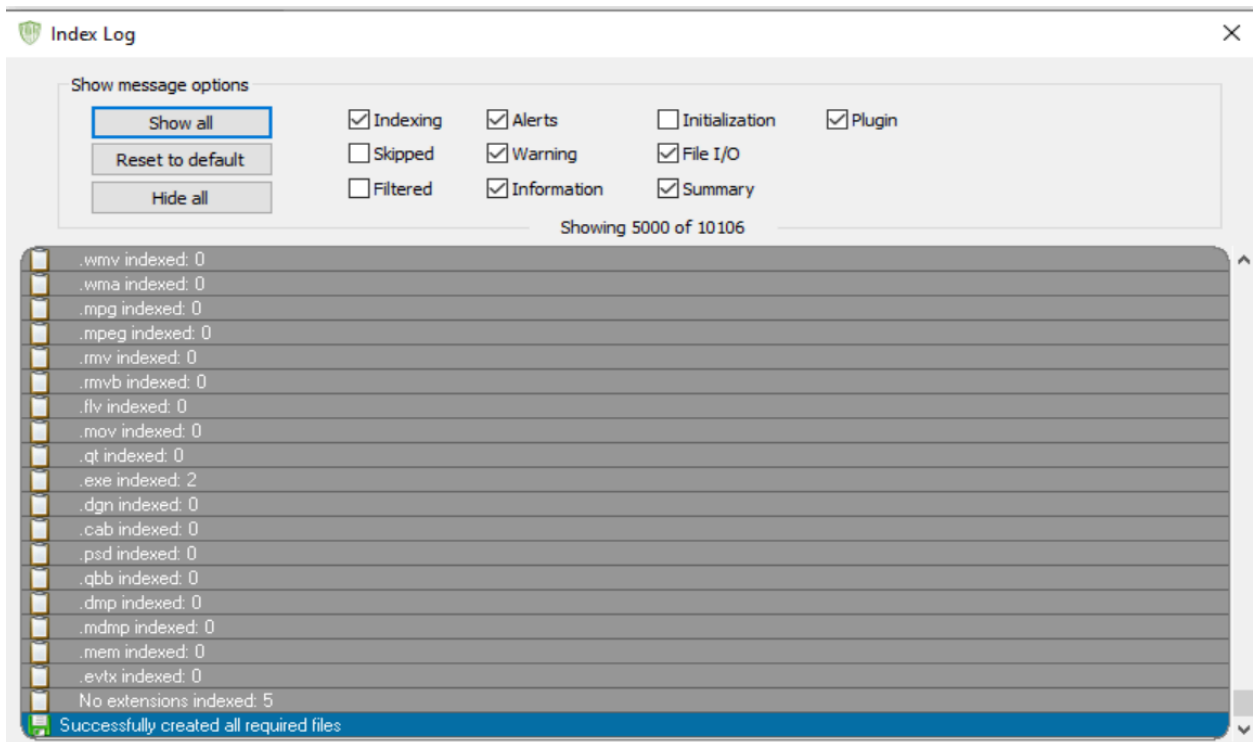 Index Log
Show message options
Show all
Indexing Alerts Initialization Plugin
Reset to default
Skipped Warning File I/O
Hide all
Filtered Information Summary
Showing 5000 of 10106
.wmv indexed: 0
.wma indexed: 0
.mpg indexed: 0
.mpeg indexed: 0
.rmv indexed: 0
.rmvb indexed: 0
.flv indexed: 0
.mov indexed: 0
.qt indexed: 0
.exe indexed: 2
.dgn indexed: 0
.cab indexed: 0
.psd indexed: 0
.qbb indexed: 0
.dmp indexed: 0
.mdmp indexed: 0
.mem indexed: 0
.evtx indexed: 0
No extensions indexed: 5
Successfully created all required files